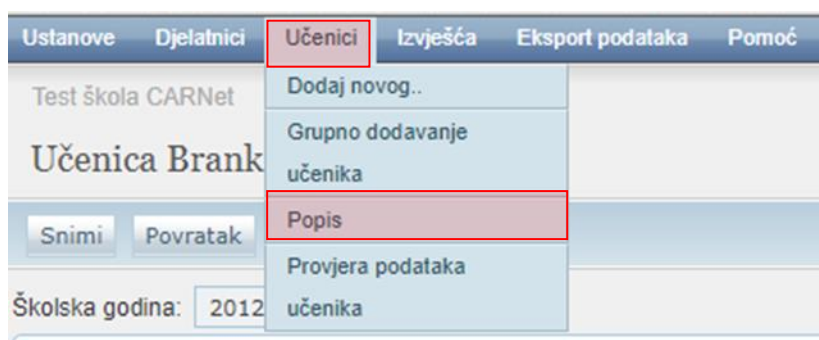 Ustanove Djelatnici Učenici Izvješća Eksport podataka Pomoć
Test škola CARNet
Dodaj novog..
Učenica Brank
Grupno dodavanje
učenika
Popis
Snimi Povratak
Provjera podataka
učenika
Školska godina: 2012